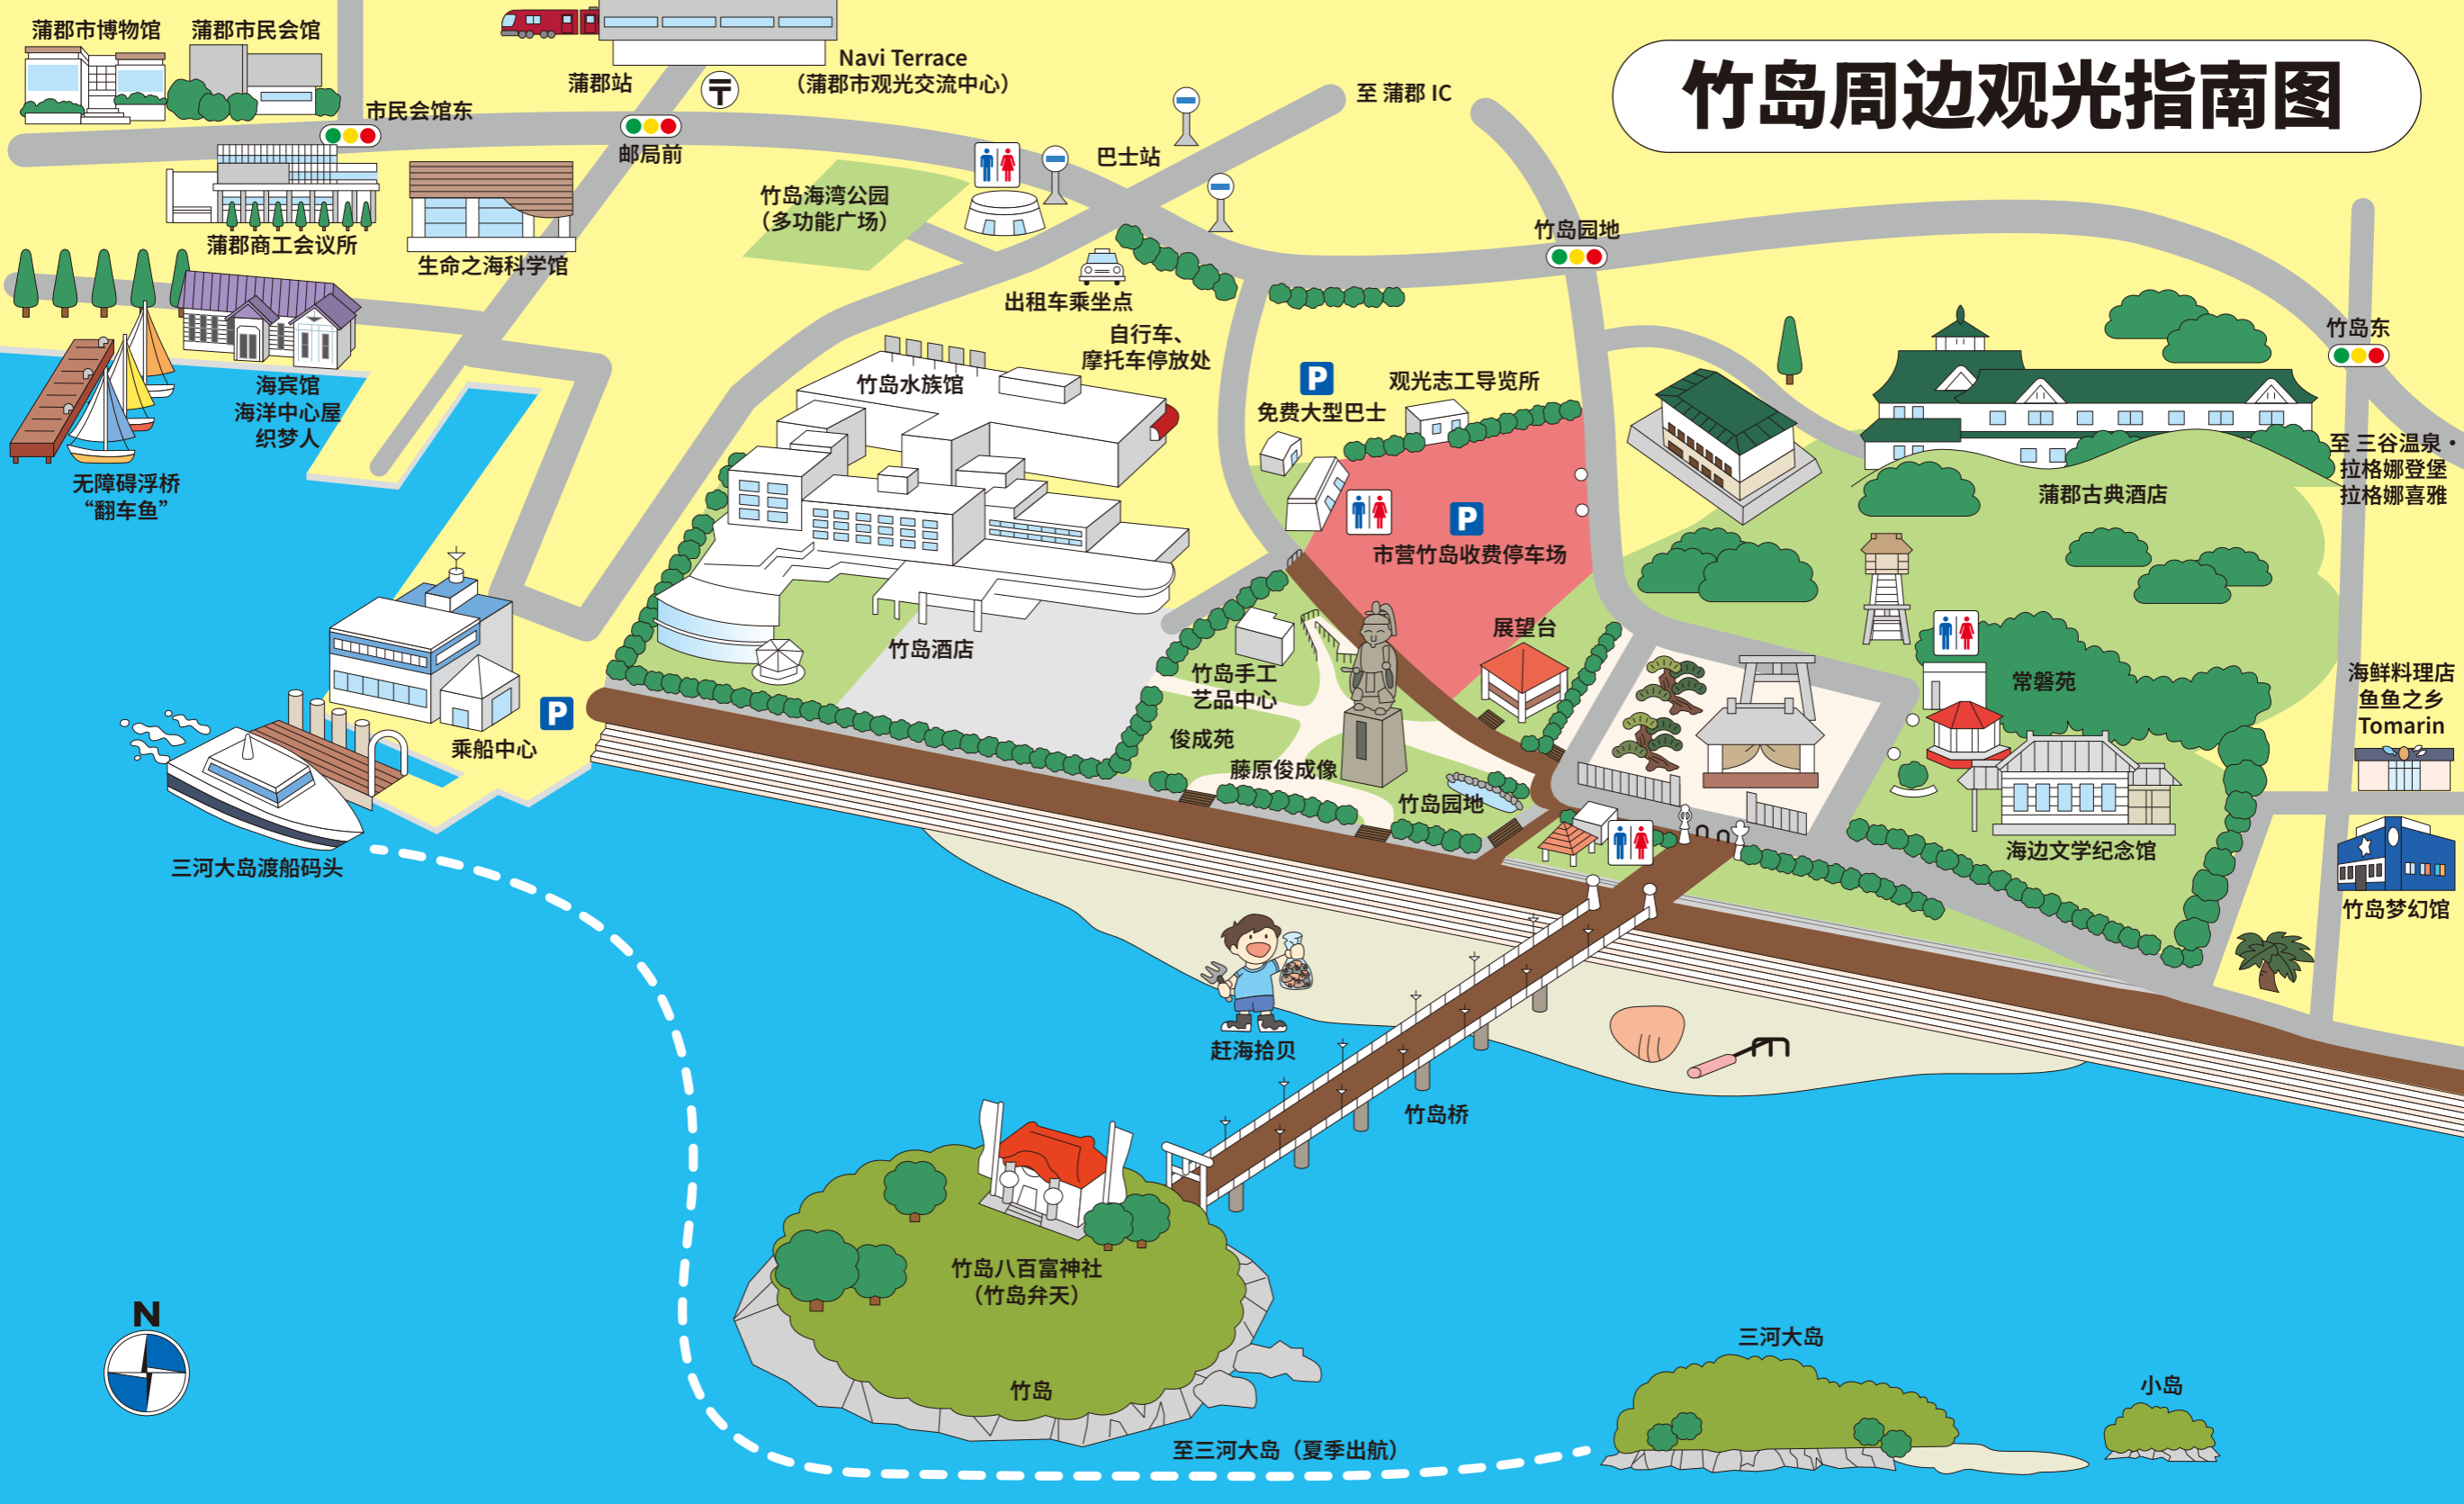 竹岛周边观光指南图
蒲郡市博物馆
蒲郡市民会馆
市民会馆东
蒲郡站
Navi Terrace
（蒲郡市观光交流中心）
至 蒲郡 IC
邮局前
巴士站
蒲郡商工会议所
生命之海科学馆
竹岛海湾公园
（多功能广场）
竹岛园地
出租车乘坐点
自行车、
摩托车停放处
竹岛东
海宾馆
海洋中心屋
织梦人
无障碍浮桥
“翻车鱼”
竹岛水族馆
P
免费大型巴士
观光志工导览所
P
市营竹岛收费停车场
至 三谷温泉・
拉格娜登堡
拉格娜喜雅
蒲郡古典酒店
竹岛酒店
展望台
竹岛手工
艺品中心
俊成苑
藤原俊成像
竹岛园地
常磐苑
海鲜料理店
鱼鱼之乡
Tomarin
P
乘船中心
三河大岛渡船码头
海边文学纪念馆
竹岛梦幻馆
赶海拾贝
竹岛桥
竹岛八百富神社
（竹岛弁天）
竹岛
N
三河大岛
小岛
至三河大岛（夏季出航）